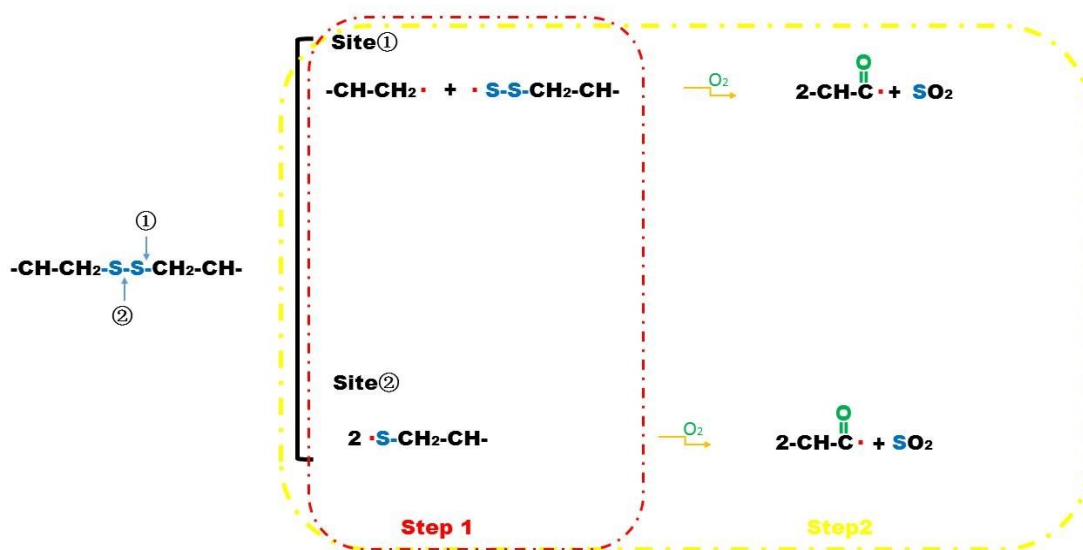 Site①
-CH-CH₂· + ·S-S-CH₂-CH-
O₂
O
2-CH-C·+ SO₂
①
-CH-CH₂-S-S-CH₂-CH-
②
Site②
2 ·S-CH₂-CH-
O₂
O
2-CH-C· + SO₂
Step 1
Step2